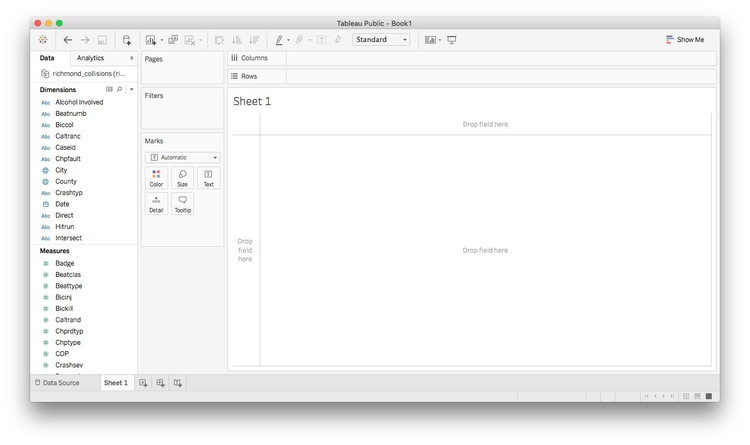 Tableau Public - Book1
Standard
Show Me
Data
Analytics
richmond_collisions (ri...
Dimensions
Abc Alcohol Involved
Abc Beatnumb
Abc Biccol
Abc Caltranc
Abc Caseid
Abc Chpfault
City
County
Abc Crashtyp
Date
Abc Direct
Abc Hitrun
Abc Intersect
Measures
# Badge
# Beatclas
# Beattype
# Bicinj
# Bickill
# Caltrand
# Chprdtyp
# Chptype
# COP
# Crashsev
Pages
Filters
Marks
T Automatic
Color
Size
Text
Detail
Tooltip
Columns
Rows
Sheet 1
Drop field here
Drop
field
here
Drop field here
Data Source
Sheet 1